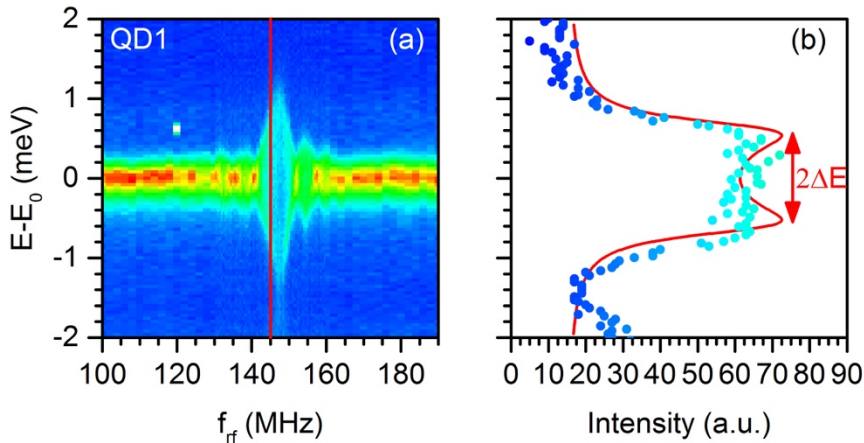 QD1 (a)
(b)
E-E₀ (meV)
2
1
0
-1
-2
100 120 140 160 180
f_rf (MHz)
2ΔE
0 10 20 30 40 50 60 70 80 90
Intensity (a.u.)